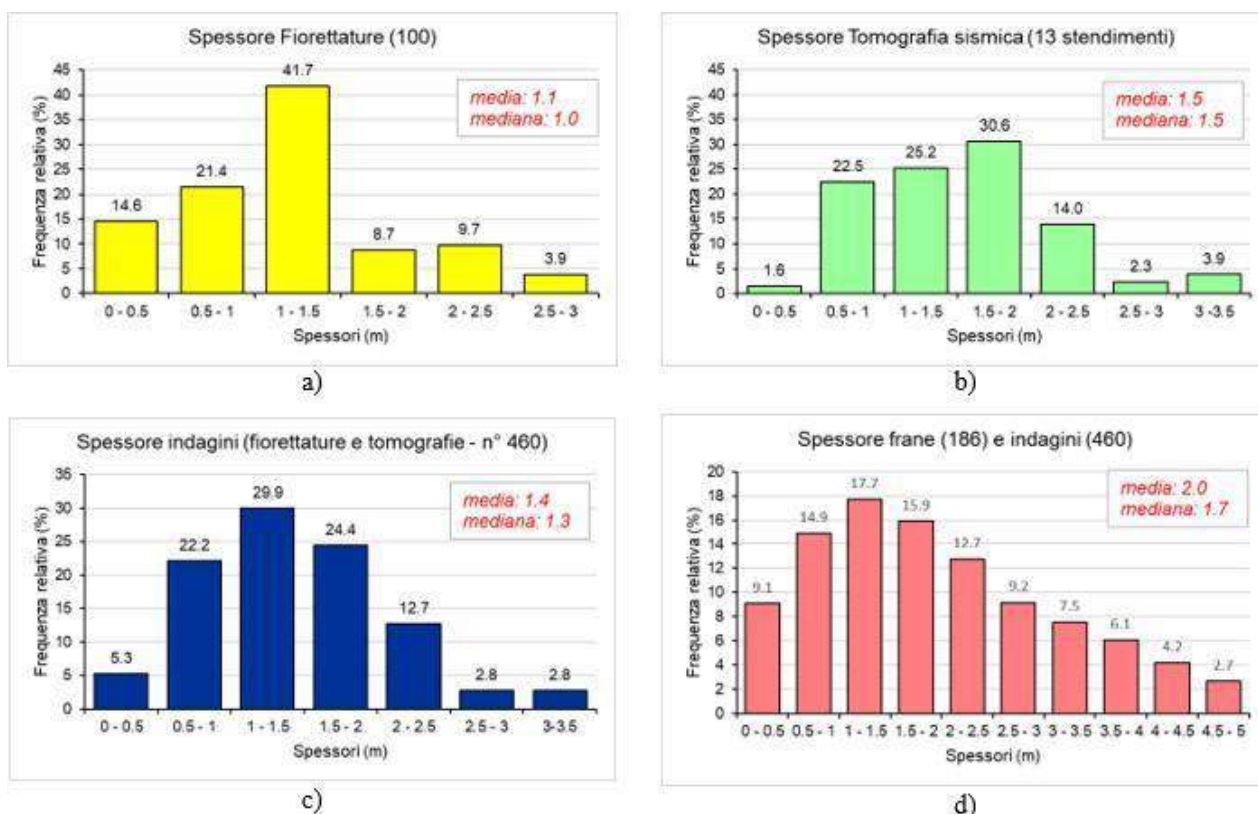 Spessore Fiorettature (100)
Frequenza relativa (%)
45
40
35
30
25
20
15
10
5
0
media: 1.1
mediana: 1.0
14.6
21.4
41.7
8.7
9.7
3.9
0 - 0.5
0.5 - 1
1 - 1.5
1.5 - 2
2 - 2.5
2.5 - 3
Spessori (m)
a)
Spessore Tomografia sismica (13 stendimenti)
Frequenza relativa (%)
45
40
35
30
25
20
15
10
5
0
media: 1.5
mediana: 1.5
1.6
22.5
25.2
30.6
14.0
2.3
3.9
0 - 0.5
0.5 - 1
1 - 1.5
1.5 - 2
2 - 2.5
2.5 - 3
3 -3.5
Spessori (m)
b)
Spessore indagini (fiorettature e tomografie - n° 460)
Frequenza relativa (%)
35
30
25
20
15
10
5
0
media: 1.4
mediana: 1.3
5.3
22.2
29.9
24.4
12.7
2.8
2.8
0 - 0.5
0.5 - 1
1 - 1.5
1.5 - 2
2 - 2.5
2.5 - 3
3-3.5
Spessori (m)
c)
Spessore frane (186) e indagini (460)
Frequenza relativa (%)
20
18
16
14
12
10
8
6
4
2
0
media: 2.0
mediana: 1.7
9.1
14.9
17.7
15.9
12.7
9.2
7.5
6.1
4.2
2.7
0 - 0.5
0.5 - 1
1 - 1.5
1.5 - 2
2 - 2.5
2.5 - 3
3 - 3.5
3.5 - 4
4 - 4.5
4.5 - 5
Spessori (m)
d)